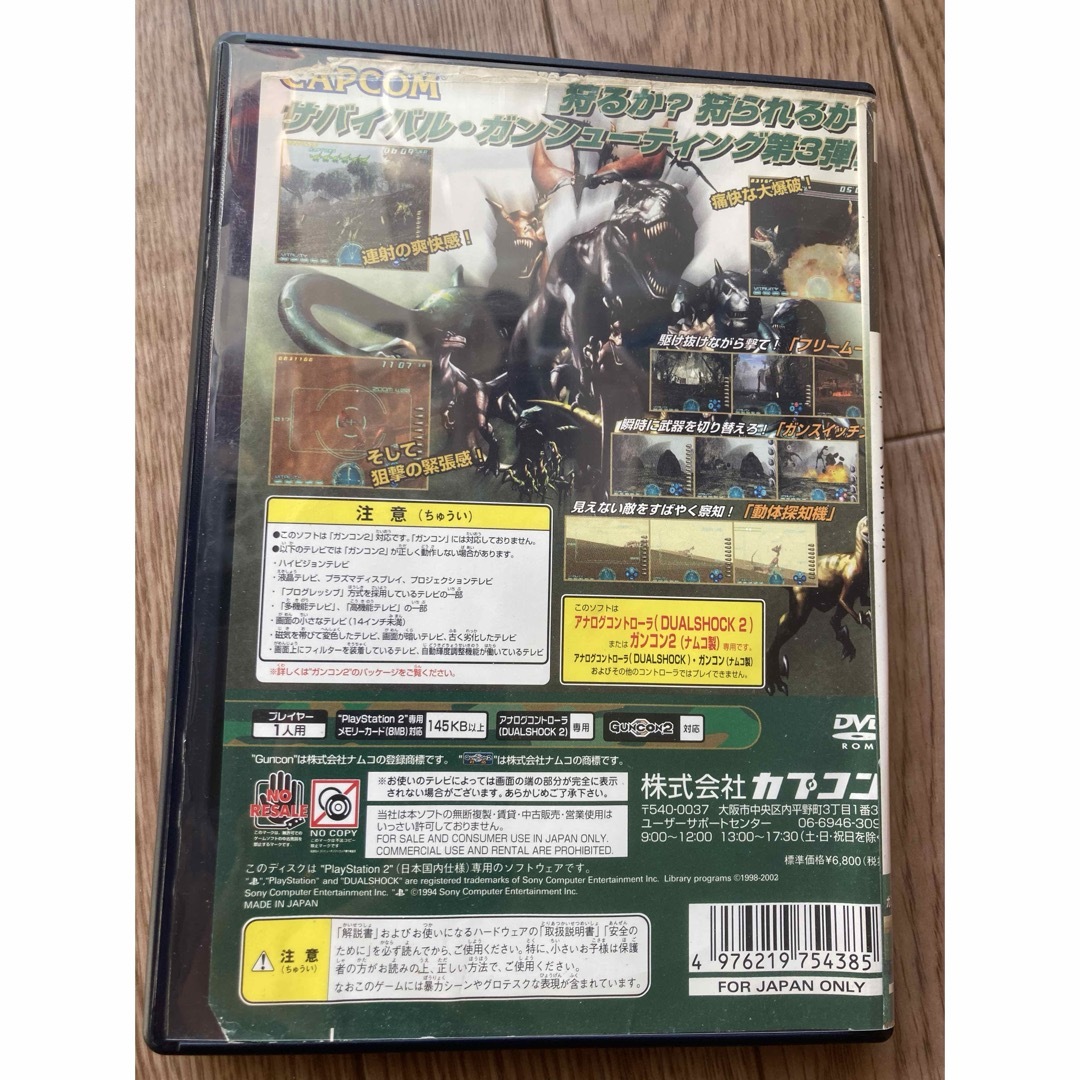 CAPCOM
狩るか? 狩られるか
サバイバル・ガンシューティング第3弾!
連射の爽快感!
痛快な大爆破!
駆け抜けながら撃て!「フリームー
瞬時に武器を切り替えろ!「ガンスイッチ
そして、
狙撃の緊張感!
見えない敵をすばやく察知!「動体探知機」
注 意 (ちゅうい)
●このソフトは「ガンコン2」対応です。「ガンコン」には対応しておりません。
●以下のテレビでは「ガンコン2」が正しく動作しない場合があります。
・ハイビジョンテレビ
・液晶テレビ、プラズマディスプレイ、プロジェクションテレビ
・「プログレッシブ」方式を採用しているテレビの一部
・「多機能テレビ」、「高機能テレビ」の一部
・画面の小さなテレビ(14インチ未満)
・磁気を帯びて変色したテレビ、画面が暗いテレビ、古く劣化したテレビ
・画面上にフィルターを装着しているテレビ、自動輝度調整機能が働いているテレビ
※詳しくは"ガンコン2"のパッケージをご覧ください。
このソフトは
アナログコントローラ(DUALSHOCK 2)
または ガンコン2(ナムコ製)専用です。
アナログコントローラ(DUALSHOCK)・ガンコン(ナムコ製)
およびその他のコントローラではプレイできません。
プレイヤー
1人用
"PlayStation 2"専用
メモリーカード(8MB)対応
145KB以上
アナログコントローラ
(DUALSHOCK 2)
専用
GUNCON2
対応
DVD
ROM
"Guncon"は株式会社ナムコの登録商標です。 " "は株式会社ナムコの商標です。
NO
RESALE
NO COPY
※お使いのテレビによっては画面の端の部分が完全に表示
されない場合がございます。あらかじめご了承下さい。
当社は本ソフトの無断複製・賃貸・中古販売・営業使用は
いっさい許可しておりません。
FOR SALE AND CONSUMER USE IN JAPAN ONLY.
COMMERCIAL USE AND RENTAL ARE PROHIBITED.
株式会社 カプコン
〒540-0037 大阪市中央区内平野町3丁目1番3
ユーザーサポートセンター 06-6946-309
9:00〜12:00 13:00〜17:30(土・日・祝日を除
標準価格¥6,800(税
このディスクは "PlayStation 2"(日本国内仕様)専用のソフトウェアです。
" ","PlayStation" and "DUALSHOCK" are registered trademarks of Sony Computer Entertainment Inc. Library programs ©1998-2002
Sony Computer Entertainment Inc. " " ©1994 Sony Computer Entertainment Inc.
MADE IN JAPAN
注意
(ちゅうい)
「解説書」およびお使いになるハードウェアの「取扱説明書」「安全の
ために」を必ず読んでから、ご使用ください。特に、小さいお子様は保護
者の方がお読みの上、正しい方法で、ご使用ください。
なおこのゲームには暴力シーンやグロテスクな表現が含まれています。
4 976219 754385
FOR JAPAN ONLY